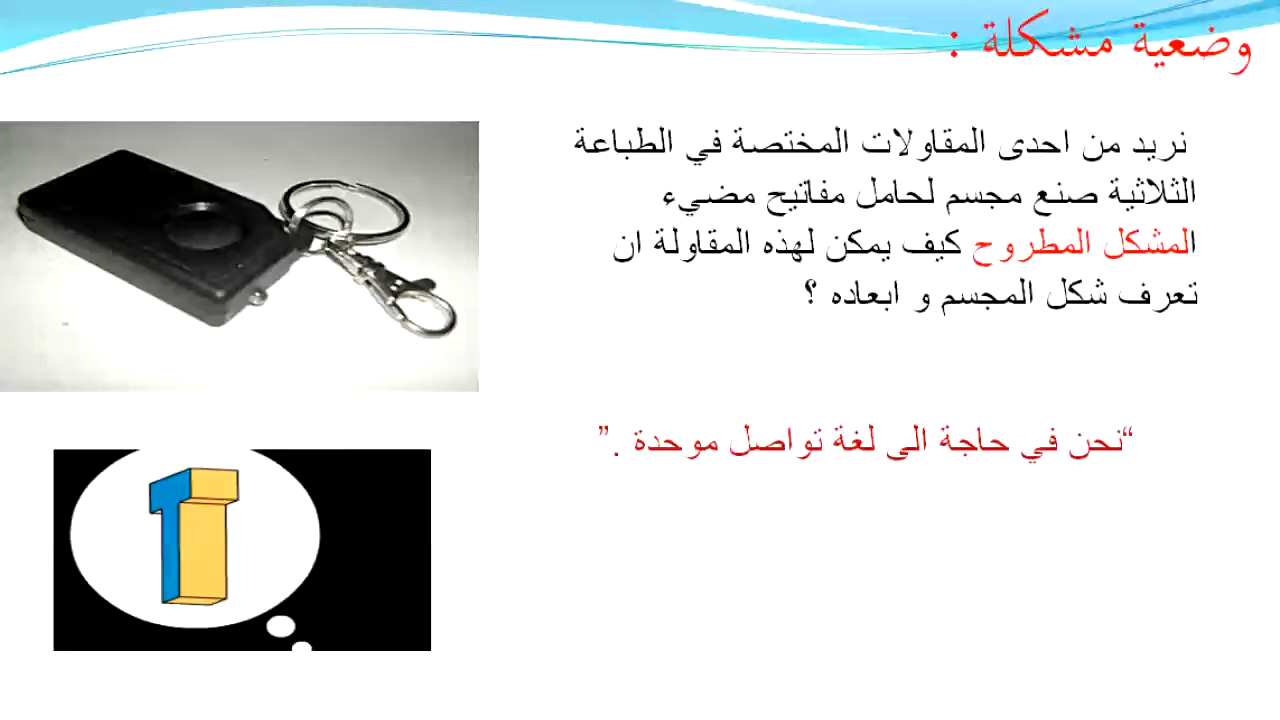 وضعية مشكلة :
نريد من احدى المقاولات المختصة في الطباعة
الثلاثية صنع مجسم لحامل مفاتيح مضيء
المشكل المطروح كيف يمكن لهذه المقاولة ان
تعرف شكل المجسم و ابعاده ؟
“نحن في حاجة الى لغة تواصل موحدة .”